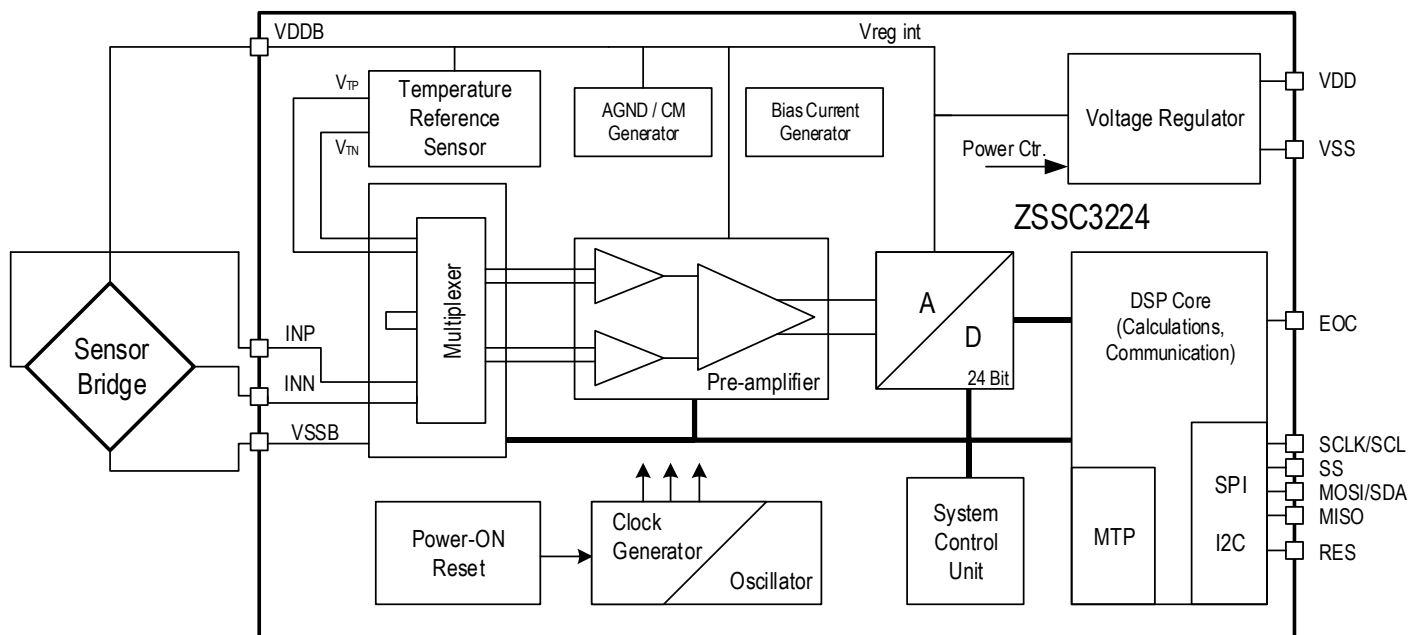 VDDB
Vreg int
VTP
VTN
Temperature
Reference
Sensor
AGND / CM
Generator
Bias Current
Generator
Voltage Regulator
Power Ctr.
VDD
VSS
ZSSC3224
Sensor
Bridge
INP
INN
VSSB
Multiplexer
Pre-amplifier
A
D
24 Bit
DSP Core
(Calculations,
Communication)
EOC
Power-ON
Reset
Clock
Generator
Oscillator
System
Control
Unit
MTP
SPI
I2C
SCLK/SCL
SS
MOSI/SDA
MISO
RES